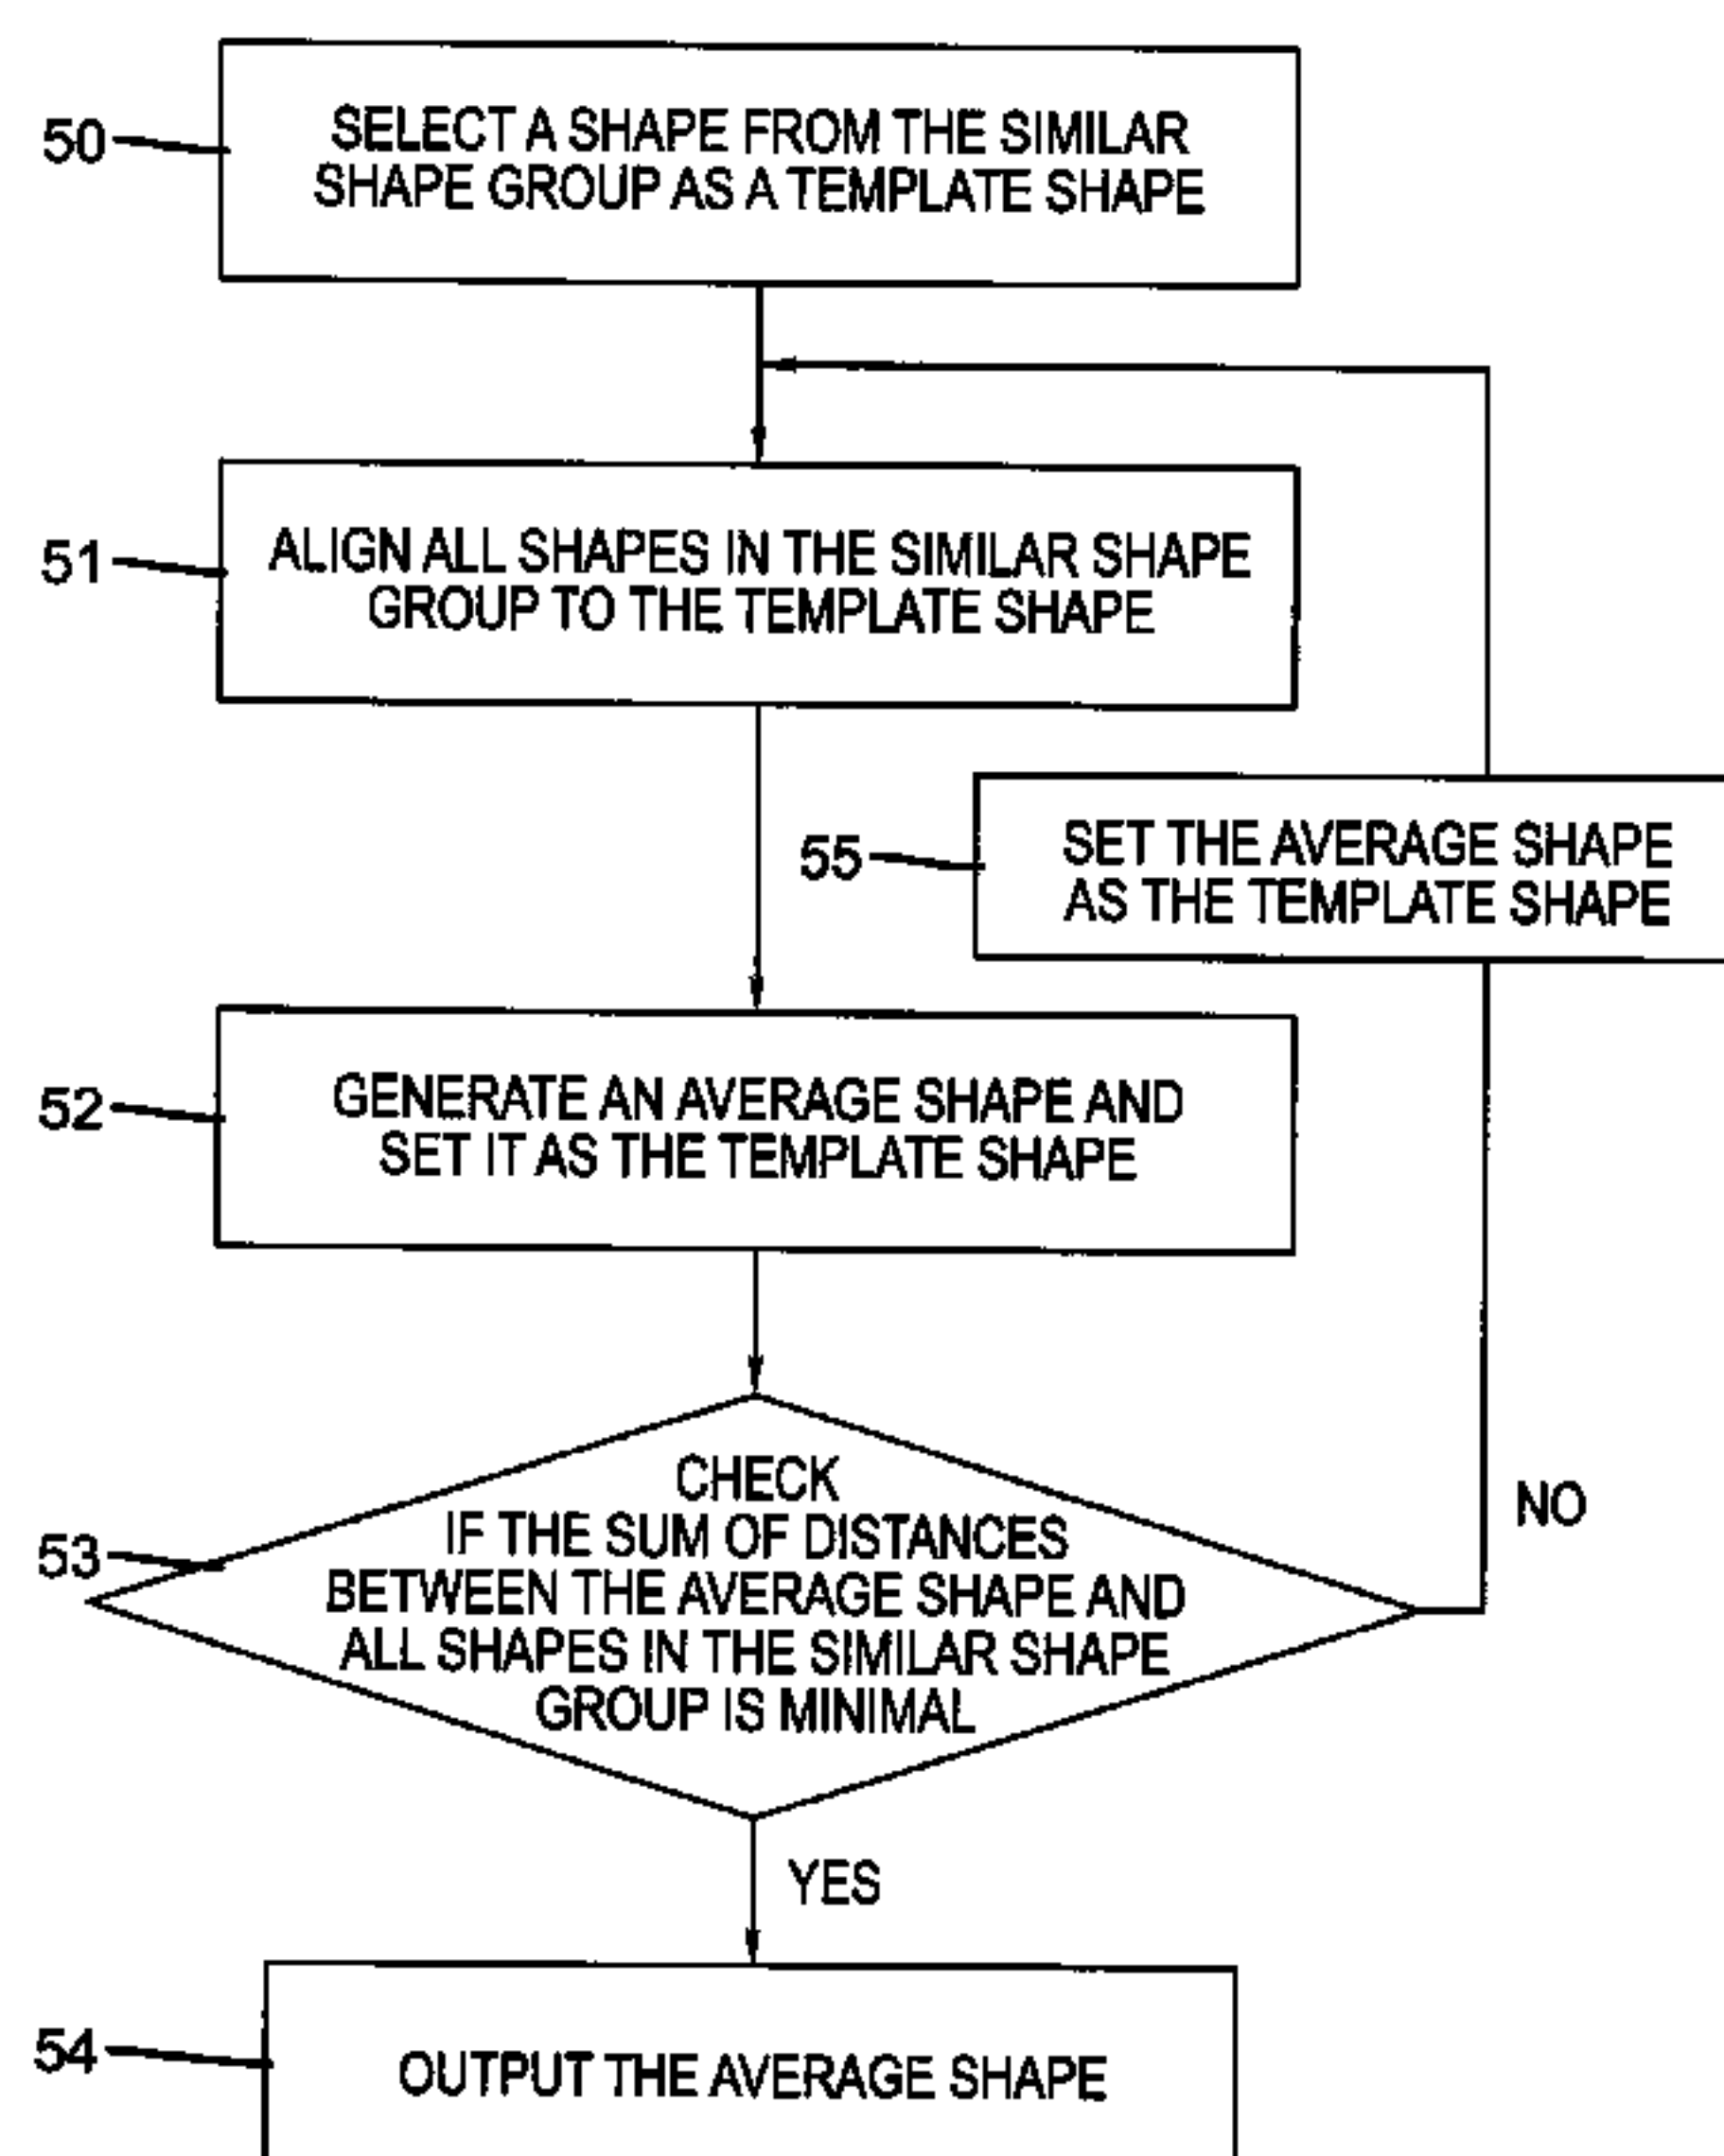 50
SELECT A SHAPE FROM THE SIMILAR
SHAPE GROUP AS A TEMPLATE SHAPE
51
ALIGN ALL SHAPES IN THE SIMILAR SHAPE
GROUP TO THE TEMPLATE SHAPE
55
SET THE AVERAGE SHAPE
AS THE TEMPLATE SHAPE
52
GENERATE AN AVERAGE SHAPE AND
SET IT AS THE TEMPLATE SHAPE
53
CHECK
IF THE SUM OF DISTANCES
BETWEEN THE AVERAGE SHAPE AND
ALL SHAPES IN THE SIMILAR SHAPE
GROUP IS MINIMAL
NO
YES
54
OUTPUT THE AVERAGE SHAPE